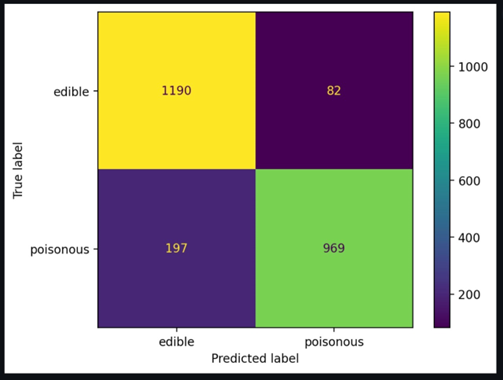 edible
1190
82
poisonous
197
969
edible
poisonous
Predicted label
True label
1000
800
600
400
200